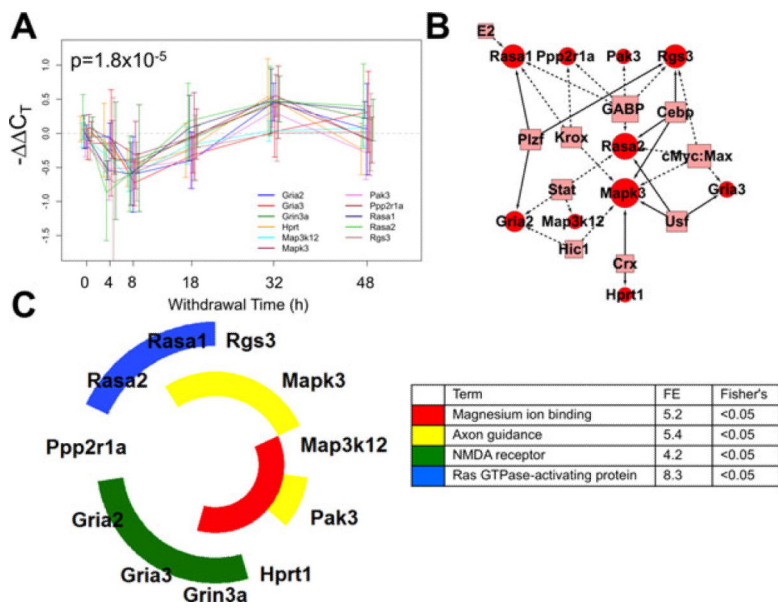 A
p=1.8x10-5
-ΔΔCT
1.0
0.5
0.0
-0.5
-1.0
-1.5
Gria2
Gria3
Grin3a
Hprt
Map3k12
Mapk3
Pak3
Ppp2r1a
Rasa1
Rasa2
Rgs3
0 4 8 18 32 48
Withdrawal Time (h)
B
E2
Rasa1 Ppp2r1a Pak3 Rgs3
GABP
Cebp
Plzf Krox
Rasa2
cMyc:Max
Stat
Mapk3
Gria3
Gria2 Map3k12 Usf
Hic1
Crx
Hprt1
C
Rasa1 Rgs3
Rasa2 Mapk3
Ppp2r1a Map3k12
Gria2 Pak3
Gria3 Hprt1
Grin3a
Term FE Fisher's
Magnesium ion binding 5.2 <0.05
Axon guidance 5.4 <0.05
NMDA receptor 4.2 <0.05
Ras GTPase-activating protein 8.3 <0.05